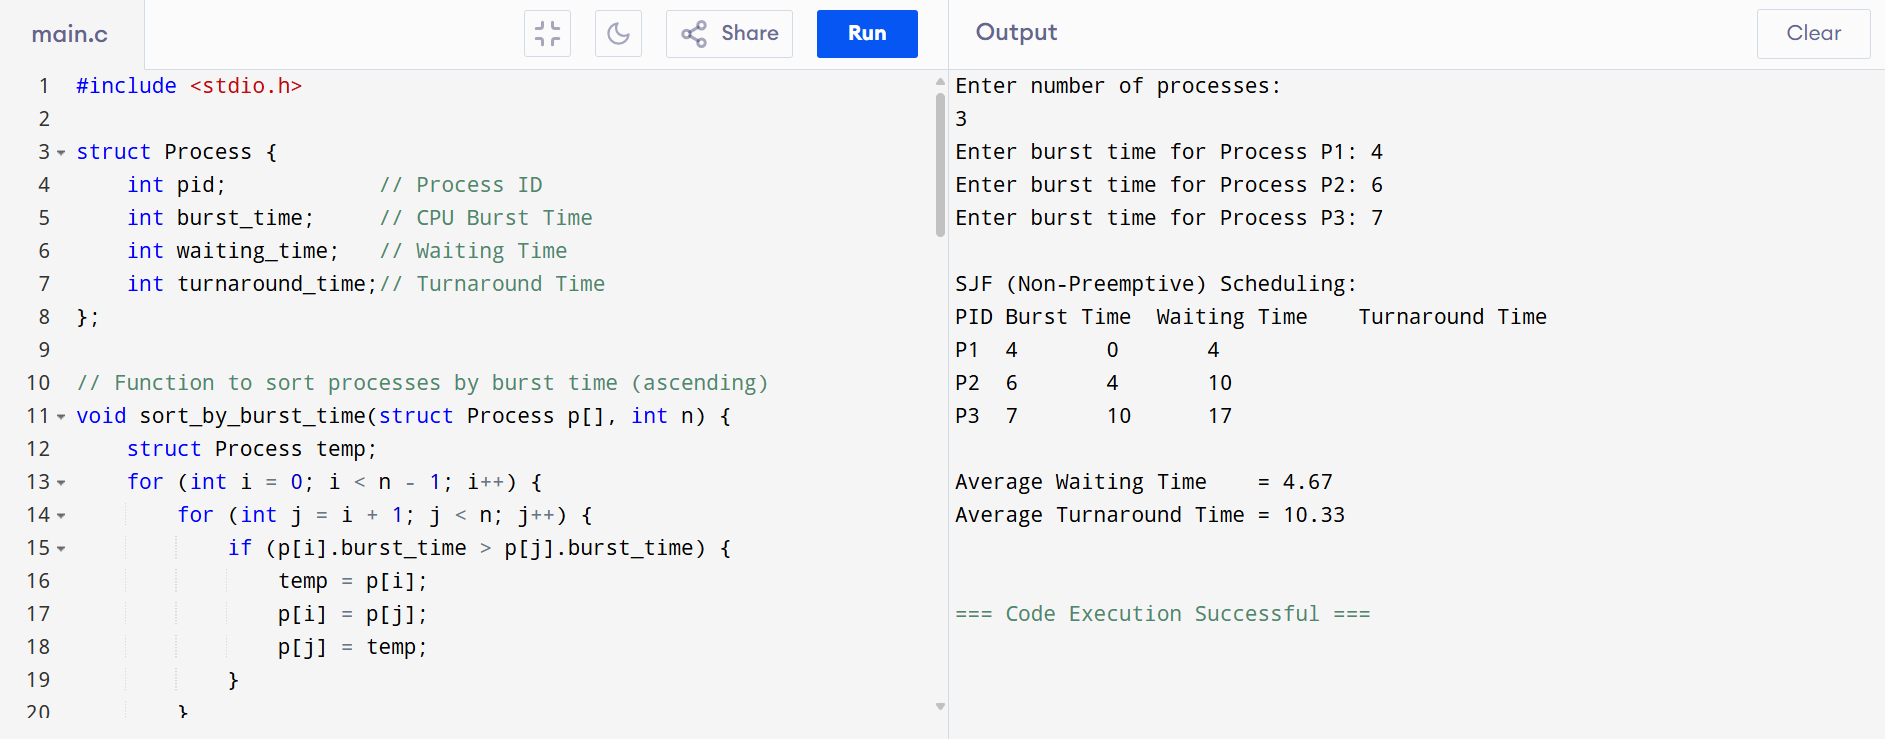 main.c
Share
Run
Output
Clear
1 #include <stdio.h>
2
3 struct Process {
4     int pid;            // Process ID
5     int burst_time;     // CPU Burst Time
6     int waiting_time;   // Waiting Time
7     int turnaround_time;// Turnaround Time
8 };
9
10 // Function to sort processes by burst time (ascending)
11 void sort_by_burst_time(struct Process p[], int n) {
12     struct Process temp;
13     for (int i = 0; i < n - 1; i++) {
14         for (int j = i + 1; j < n; j++) {
15             if (p[i].burst_time > p[j].burst_time) {
16                 temp = p[i];
17                 p[i] = p[j];
18                 p[j] = temp;
19             }
20         }
Enter number of processes:
3
Enter burst time for Process P1: 4
Enter burst time for Process P2: 6
Enter burst time for Process P3: 7
SJF (Non-Preemptive) Scheduling:
PID Burst Time  Waiting Time    Turnaround Time
P1  4       0       4
P2  6       4       10
P3  7       10      17
Average Waiting Time    = 4.67
Average Turnaround Time = 10.33
=== Code Execution Successful ===